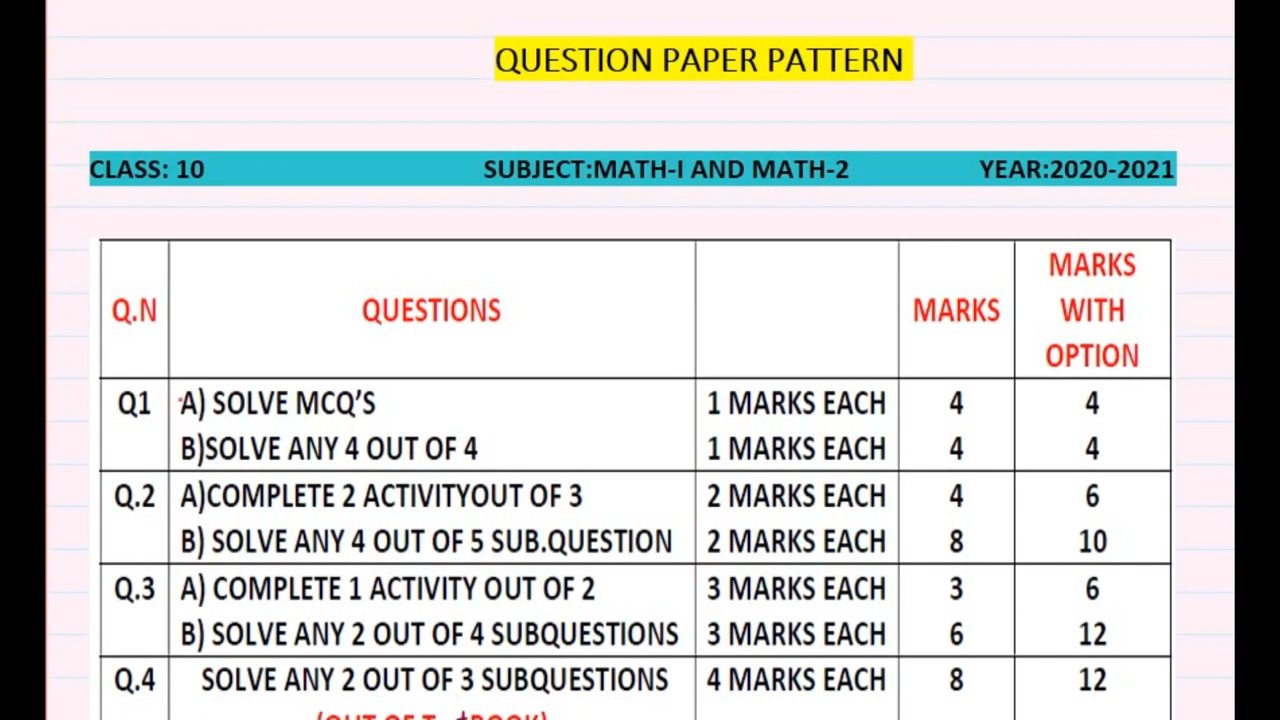 QUESTION PAPER PATTERN
CLASS: 10 SUBJECT:MATH-I AND MATH-2 YEAR:2020-2021
Q.N QUESTIONS MARKS MARKS WITH OPTION
Q1 A) SOLVE MCQ’S 1 MARKS EACH 4 4
B)SOLVE ANY 4 OUT OF 4 1 MARKS EACH 4 4
Q.2 A)COMPLETE 2 ACTIVITYOUT OF 3 2 MARKS EACH 4 6
B) SOLVE ANY 4 OUT OF 5 SUB.QUESTION 2 MARKS EACH 8 10
Q.3 A) COMPLETE 1 ACTIVITY OUT OF 2 3 MARKS EACH 3 6
B) SOLVE ANY 2 OUT OF 4 SUBQUESTIONS 3 MARKS EACH 6 12
Q.4 SOLVE ANY 2 OUT OF 3 SUBQUESTIONS 4 MARKS EACH 8 12
(OUT OF